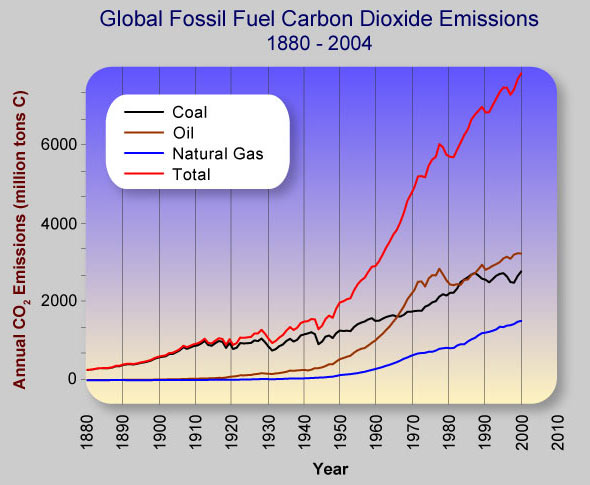 Global Fossil Fuel Carbon Dioxide Emissions
1880 - 2004
Annual CO₂ Emissions (million tons C)
Coal
Oil
Natural Gas
Total
6000
4000
2000
0
1880
1890
1900
1910
1920
1930
1940
1950
1960
1970
1980
1990
2000
2010
Year